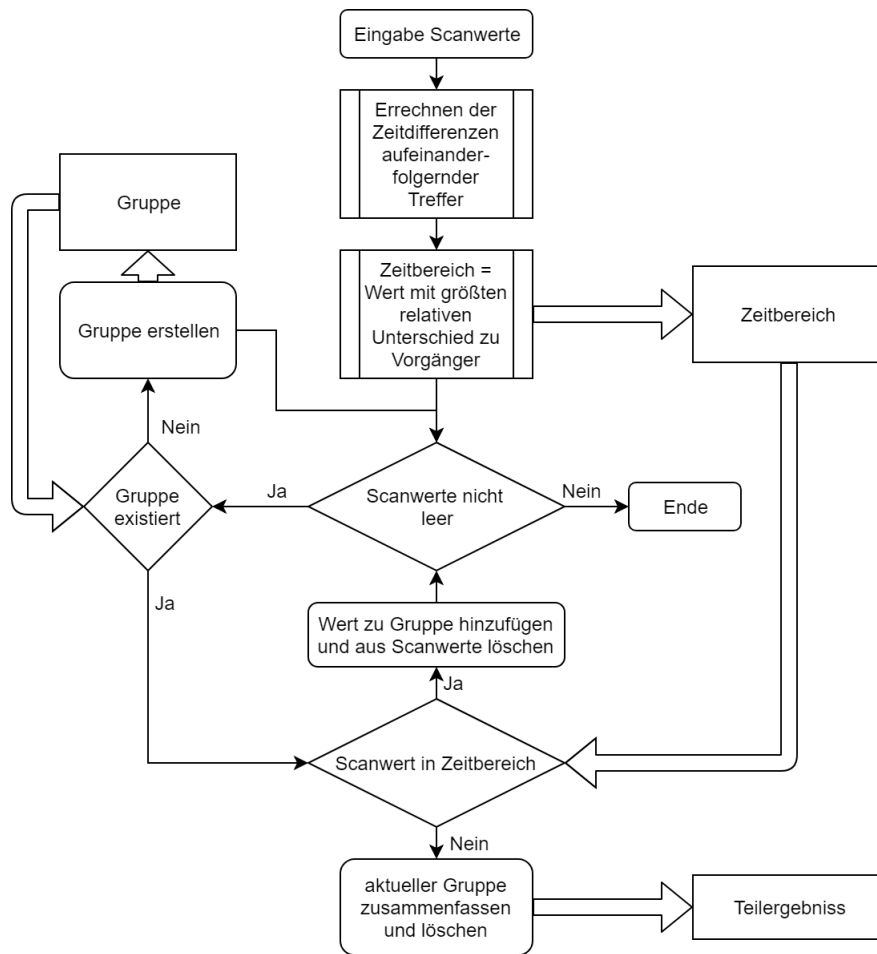 Eingabe Scanwerte
Errechnen der
Zeitdifferenzen
aufeinander-
folgernder
Treffer
Gruppe
Zeitbereich =
Wert mit größten
relativen
Unterschied zu
Vorgänger
Zeitbereich
Gruppe erstellen
Nein
Gruppe
existiert
Ja
Scanwerte nicht
leer
Nein
Ende
Ja
Wert zu Gruppe hinzufügen
und aus Scanwerte löschen
Ja
Scanwert in Zeitbereich
Nein
aktueller Gruppe
zusammenfassen
und löschen
Teilergebniss